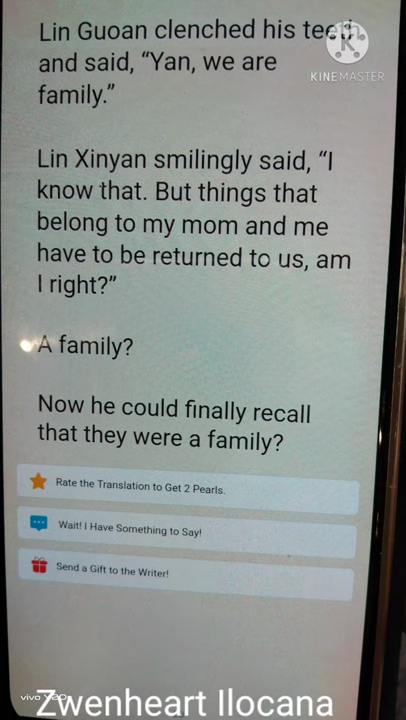 Lin Guoan clenched his teeth
and said, “Yan, we are
family.”
KINEMASTER
Lin Xinyan smilingly said, “I
know that. But things that
belong to my mom and me
have to be returned to us, am
I right?”
A family?
Now he could finally recall
that they were a family?
Rate the Translation to Get 2 Pearls.
Wait! I Have Something to Say!
Send a Gift to the Writer!
vivo Y20
Zwenheart Ilocana